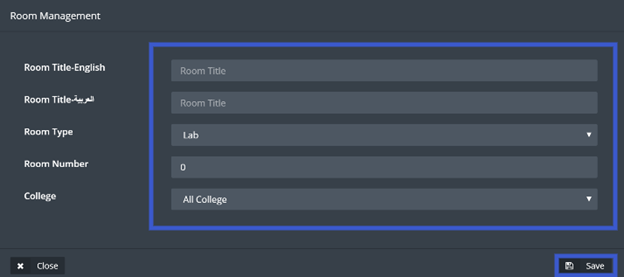 Room Management
Room Title-English
Room Title
Room Title-العربية
Room Title
Room Type
Lab
Room Number
0
College
All College
Close
Save